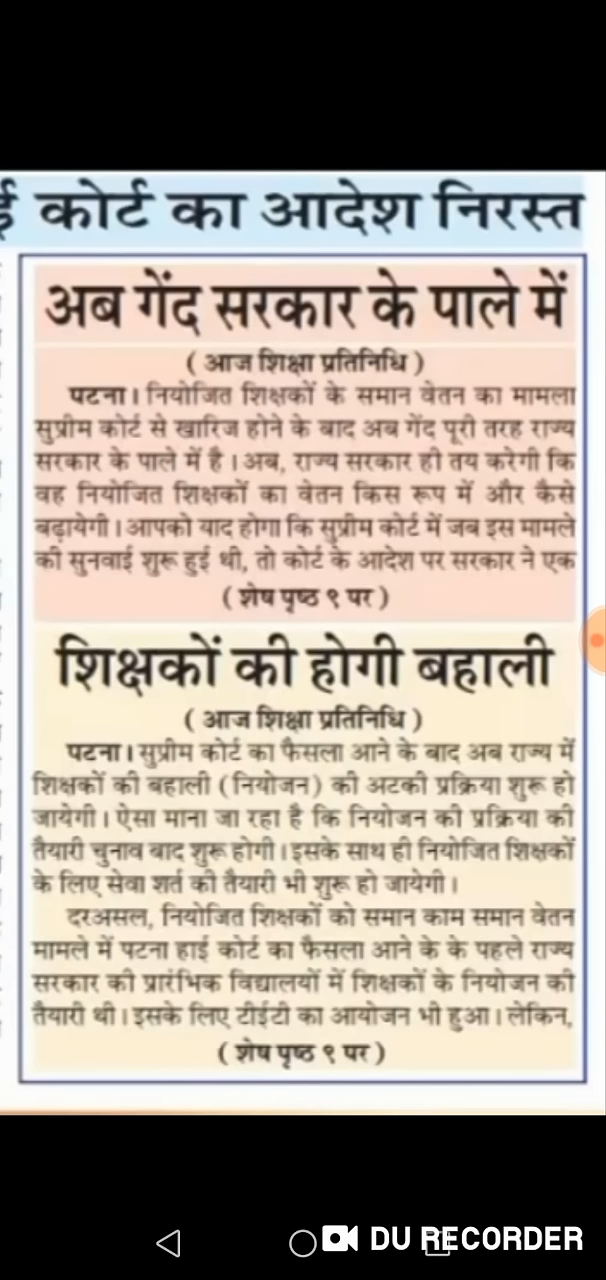 कोर्ट का आदेश निरस्त
अब गेंद सरकार के पाले में
( आज शिक्षा प्रतिनिधि )
पटना। नियोजित शिक्षकों के समान वेतन का मामला
सुप्रीम कोर्ट से खारिज होने के बाद अब गेंद पूरी तरह राज्य
सरकार के पाले में है। अब, राज्य सरकार ही तय करेगी कि
वह नियोजित शिक्षकों का वेतन किस रूप में और कैसे
बढ़ायेगी। आपको याद होगा कि सुप्रीम कोर्ट में जब इस मामले
की सुनवाई शुरू हुई थी, तो कोर्ट के आदेश पर सरकार ने एक
( शेष पृष्ठ ९ पर )
शिक्षकों की होगी बहाली
( आज शिक्षा प्रतिनिधि )
पटना। सुप्रीम कोर्ट का फैसला आने के बाद अब राज्य में
शिक्षकों की बहाली (नियोजन) की अटकी प्रक्रिया शुरू हो
जायेगी। ऐसा माना जा रहा है कि नियोजन की प्रक्रिया की
तैयारी चुनाव बाद शुरू होगी। इसके साथ ही नियोजित शिक्षकों
के लिए सेवा शर्त की तैयारी भी शुरू हो जायेगी।
दरअसल, नियोजित शिक्षकों को समान काम समान वेतन
मामले में पटना हाई कोर्ट का फैसला आने के के पहले राज्य
सरकार की प्रारंभिक विद्यालयों में शिक्षकों के नियोजन की
तैयारी थी। इसके लिए टीईटी का आयोजन भी हुआ। लेकिन,
( शेष पृष्ठ ९ पर )
DU RECORDER